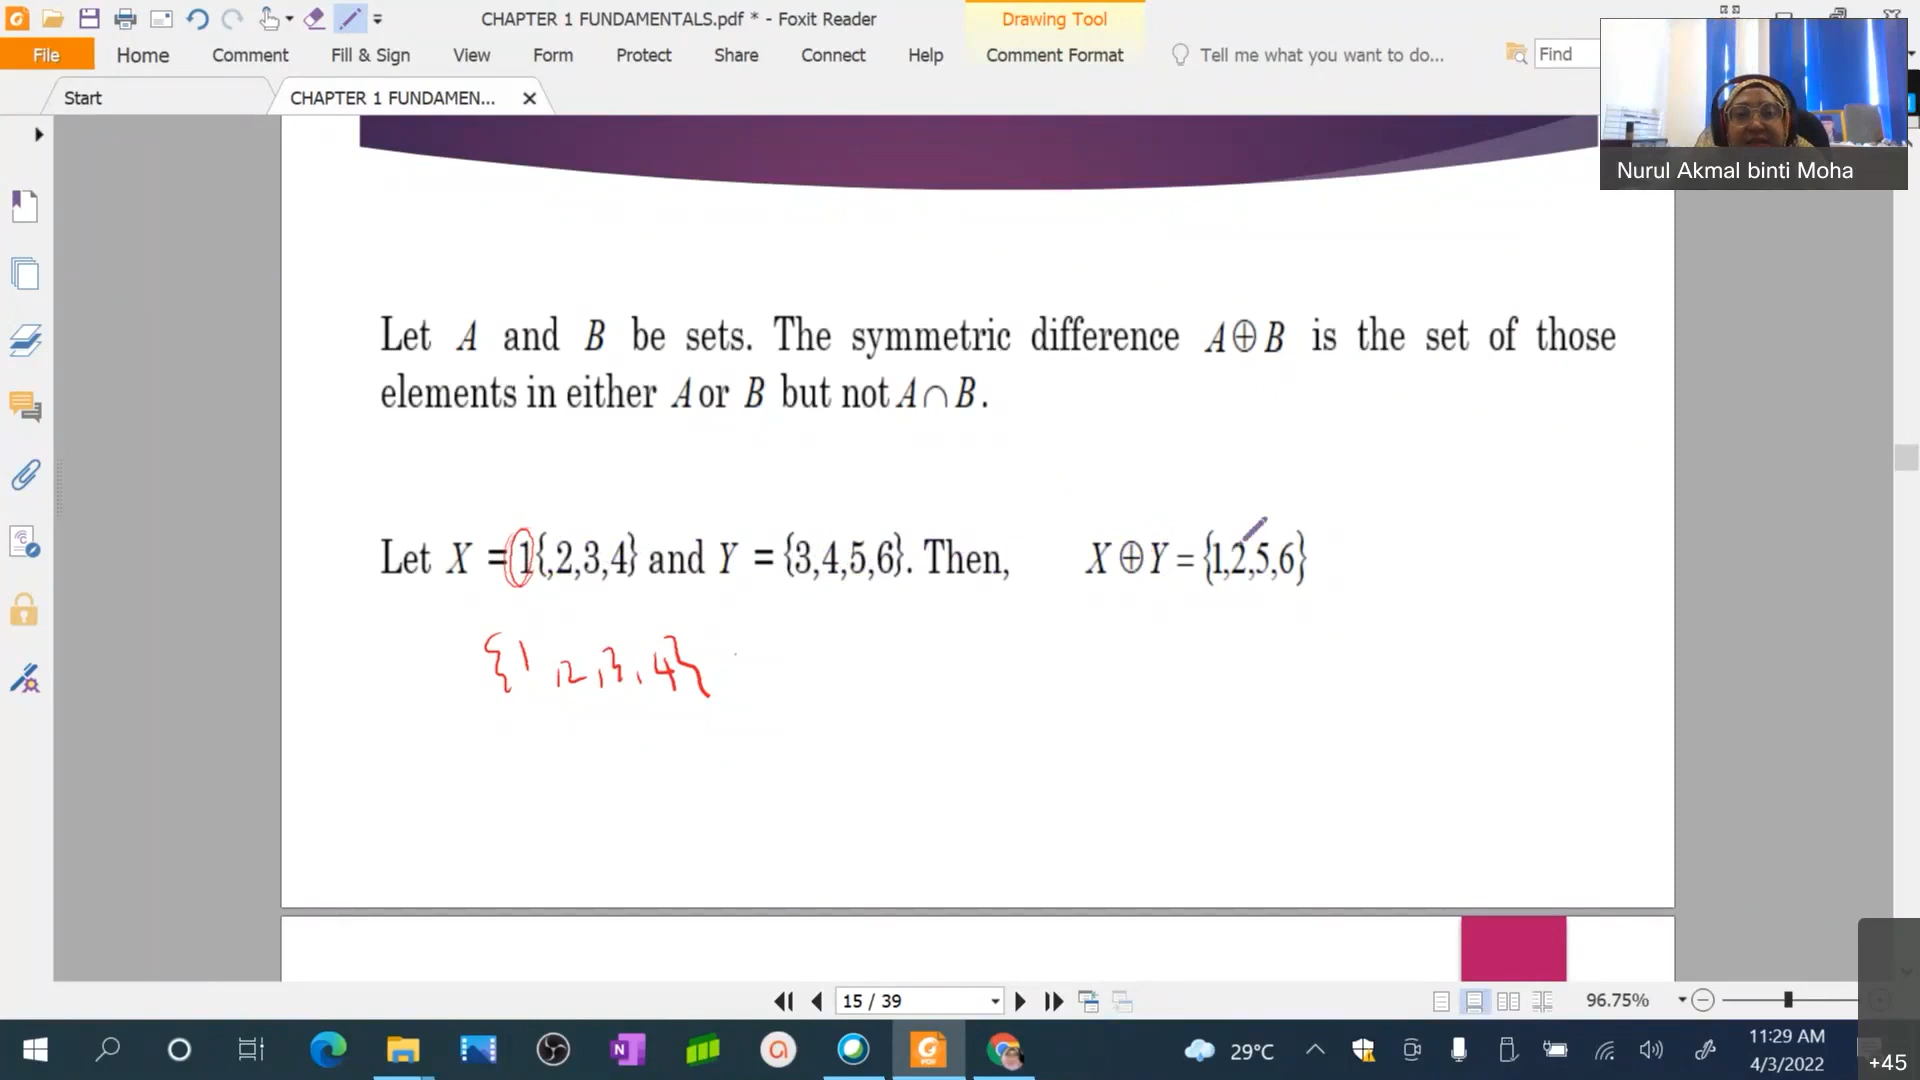 CHAPTER 1 FUNDAMENTALS.pdf * - Foxit Reader
Drawing Tool
File Home Comment Fill & Sign View Form Protect Share Connect Help Comment Format Tell me what you want to do... Find
Start CHAPTER 1 FUNDAMEN...
Nurul Akmal binti Moha
Let A and B be sets. The symmetric difference A⊕B is the set of those
elements in either A or B but not A∩B.
Let X = 1{,2,3,4} and Y = {3,4,5,6}. Then, X⊕Y = {1,2,5,6}
{1,2,3,4}
15 / 39
96.75%
29°C
11:29 AM
4/3/2022
+45